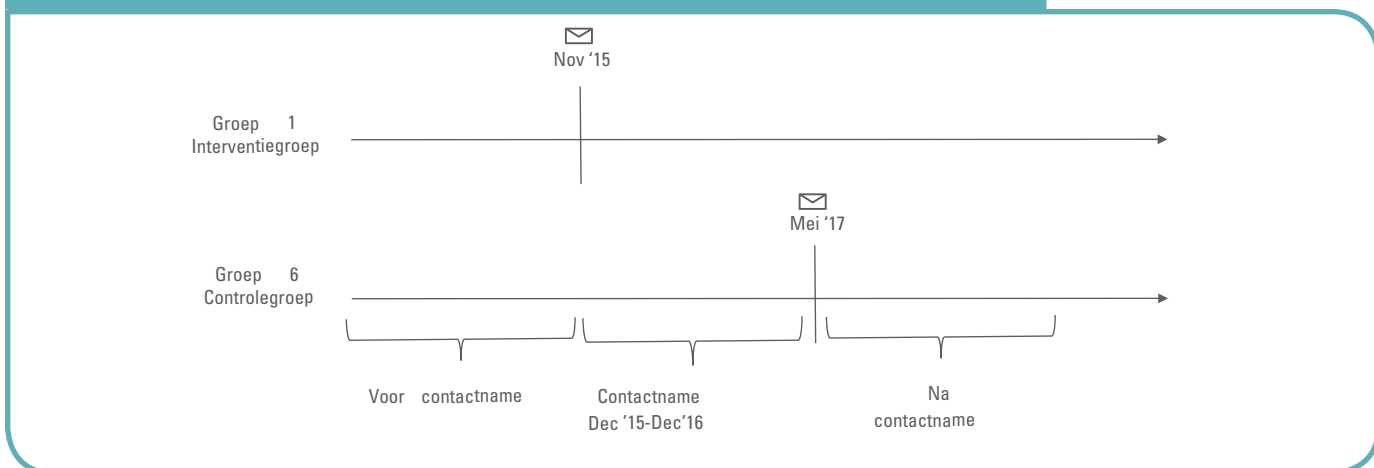 Nov ‘15
Groep 1
Interventiegroep
Mei ‘17
Groep 6
Controlegroep
Voor contactname
Contactname
Dec ’15-Dec’16
Na
contactname